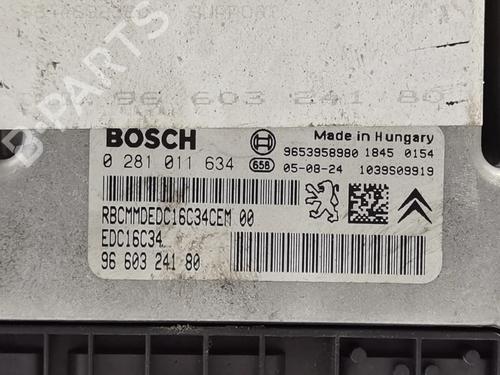 SUPPORT
96 603 241 80
BOSCH
Made in Hungary
0 281 011 634
9653958980 1845 0154
658
05-08-24 1039S09919
RBCMMDEDC16C34CEM 00
EDC16C34
96 603 241 80